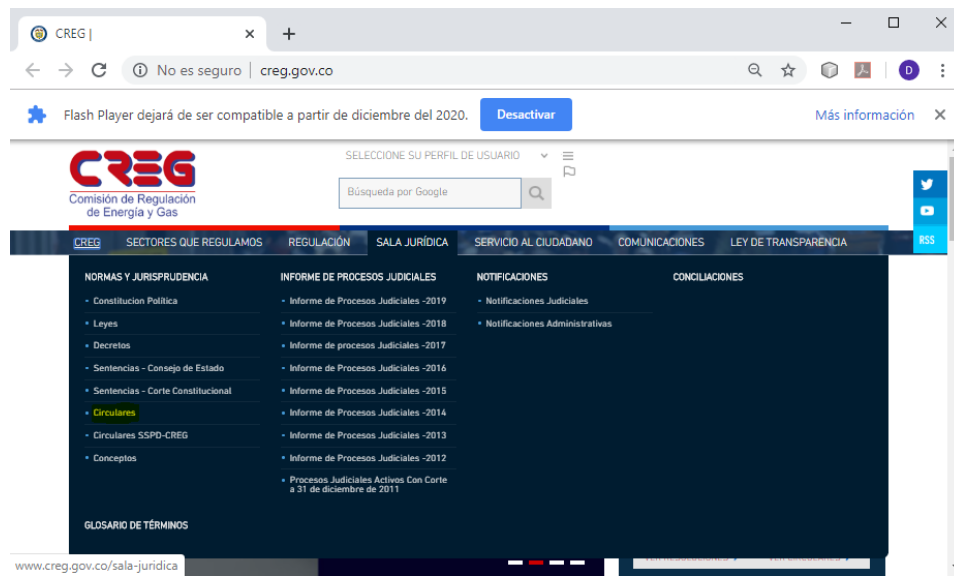 CREG |
No es seguro | creg.gov.co
D
Flash Player dejará de ser compatible a partir de diciembre del 2020.
Desactivar
Más información
CREG
Comisión de Regulación
de Energía y Gas
SELECCIONE SU PERFIL DE USUARIO
Búsqueda por Google
RSS
CREG SECTORES QUE REGULAMOS REGULACIÓN SALA JURÍDICA SERVICIO AL CIUDADANO COMUNICACIONES LEY DE TRANSPARENCIA
NORMAS Y JURISPRUDENCIA
Constitucion Política
Leyes
Decretos
Sentencias - Consejo de Estado
Sentencias - Corte Constitucional
Circulares
Circulares SSPD-CREG
Conceptos
INFORME DE PROCESOS JUDICIALES
Informe de Procesos Judiciales -2019
Informe de Procesos Judiciales -2018
Informe de procesos Judiciales -2017
Informe de Procesos Judiciales -2016
Informe de Procesos Judiciales -2015
Informe de Procesos Judiciales -2014
Informe de Procesos Judiciales -2013
Informe de Procesos Judiciales -2012
Procesos Judiciales Activos Con Corte
a 31 de diciembre de 2011
NOTIFICACIONES
Notificaciones Judiciales
Notificaciones Administrativas
CONCILIACIONES
GLOSARIO DE TÉRMINOS
www.creg.gov.co/sala-juridica